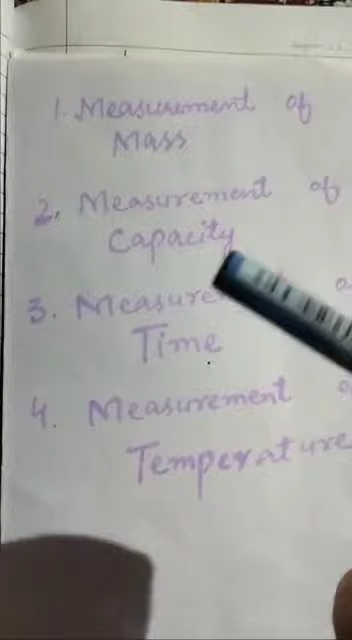 1. Measurement of
Mass
2. Measurement of
Capacity
3. Measure
Time
4. Measurement
Temperature